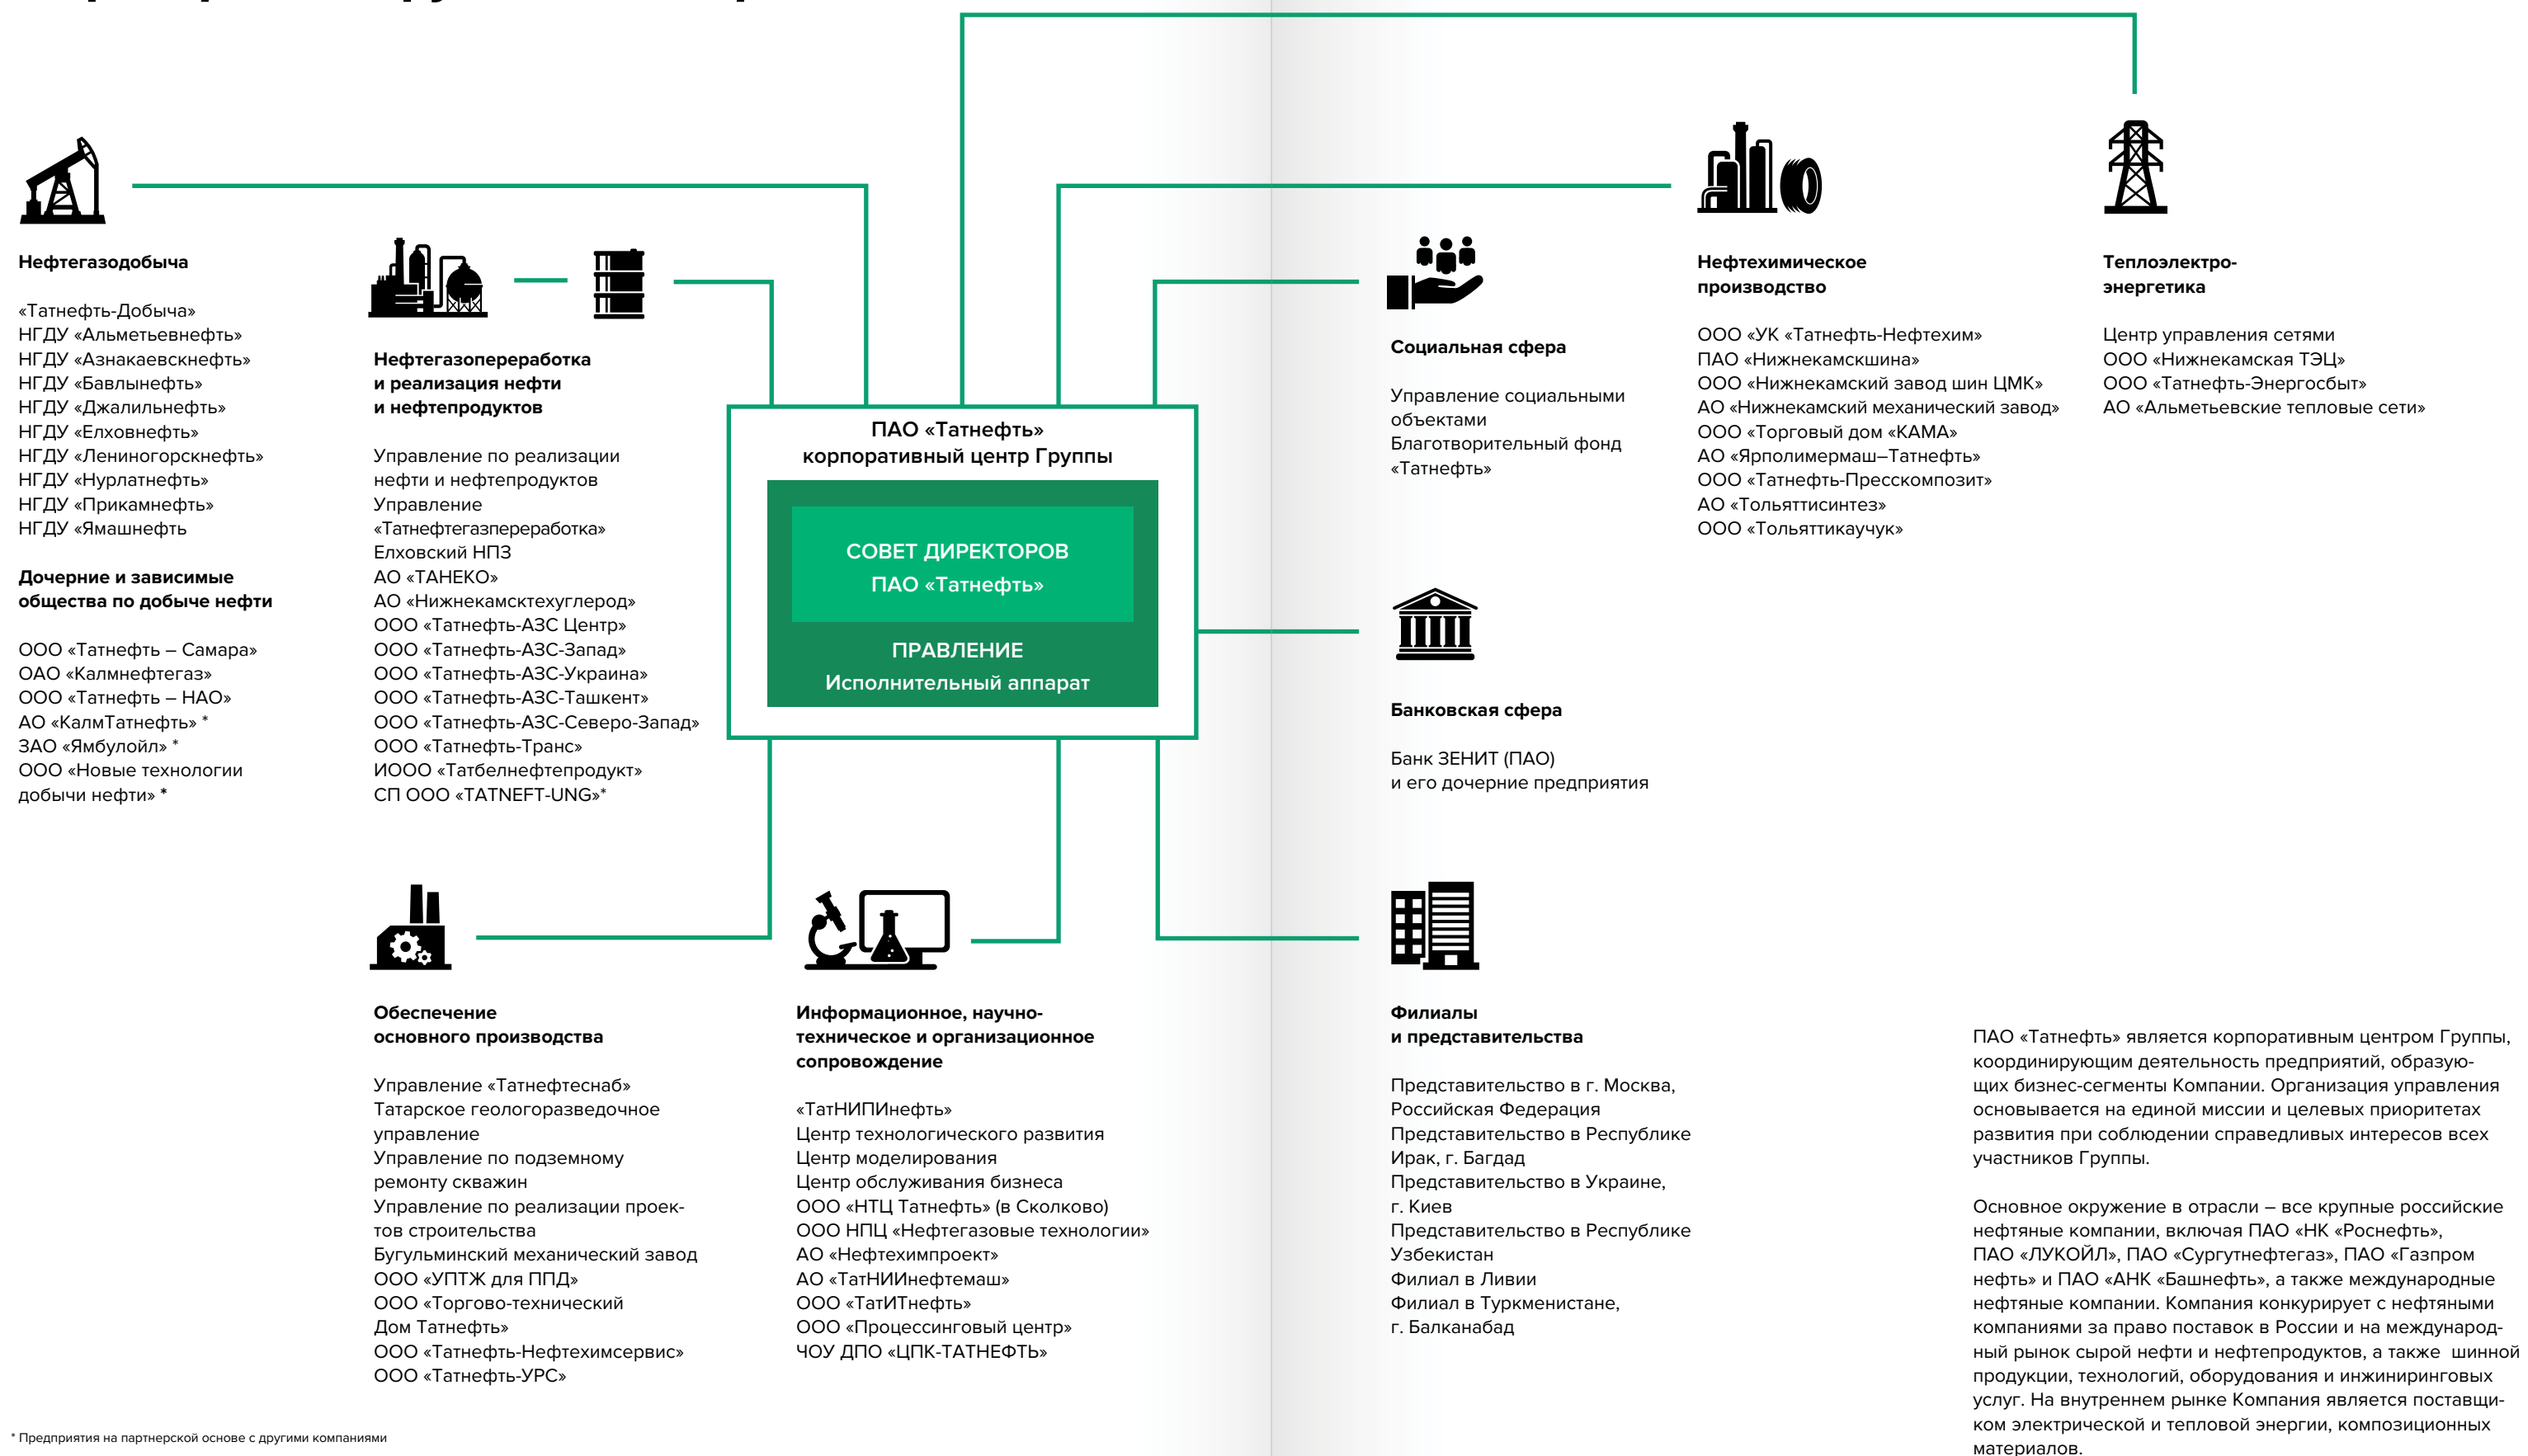 Нефтегазодобыча
«Татнефть-Добыча»
НГДУ «Альметьевнефть»
НГДУ «Азнакаевскнефть»
НГДУ «Бавлынефть»
НГДУ «Джалильнефть»
НГДУ «Елховнефть»
НГДУ «Лениногорскнефть»
НГДУ «Нурлатнефть»
НГДУ «Прикамнефть»
НГДУ «Ямашнефть
Дочерние и зависимые
общества по добыче нефти
ООО «Татнефть – Самара»
ОАО «Калмнефтегаз»
ООО «Татнефть – НАО»
АО «КалмТатнефть» *
ЗАО «Ямбулойл» *
ООО «Новые технологии
добычи нефти» *
Нефтегазопереработка
и реализация нефти
и нефтепродуктов
Управление по реализации
нефти и нефтепродуктов
Управление
«Татнефтегазпереработка»
Елховский НПЗ
АО «ТАНЕКО»
АО «Нижнекамсктехуглерод»
ООО «Татнефть-АЗС Центр»
ООО «Татнефть-АЗС-Запад»
ООО «Татнефть-АЗС-Украина»
ООО «Татнефть-АЗС-Ташкент»
ООО «Татнефть-АЗС-Северо-Запад»
ООО «Татнефть-Транс»
ИООО «Татбелнефтепродукт»
СП ООО «TATNEFT-UNG»*
ПАО «Татнефть»
корпоративный центр Группы
СОВЕТ ДИРЕКТОРОВ
ПАО «Татнефть»
ПРАВЛЕНИЕ
Исполнительный аппарат
Социальная сфера
Управление социальными
объектами
Благотворительный фонд
«Татнефть»
Нефтехимическое
производство
ООО «УК «Татнефть-Нефтехим»
ПАО «Нижнекамскшина»
ООО «Нижнекамский завод шин ЦМК»
АО «Нижнекамский механический завод»
ООО «Торговый дом «КАМА»
АО «Ярполимермаш–Татнефть»
ООО «Татнефть-Пресскомпозит»
АО «Тольяттисинтез»
ООО «Тольяттикаучук»
Теплоэлектро-
энергетика
Центр управления сетями
ООО «Нижнекамская ТЭЦ»
ООО «Татнефть-Энергосбыт»
АО «Альметьевские тепловые сети»
Банковская сфера
Банк ЗЕНИТ (ПАО)
и его дочерние предприятия
Обеспечение
основного производства
Управление «Татнефтеснаб»
Татарское геологоразведочное
управление
Управление по подземному
ремонту скважин
Управление по реализации проек-
тов строительства
Бугульминский механический завод
ООО «УПТЖ для ППД»
ООО «Торгово-технический
Дом Татнефть»
ООО «Татнефть-Нефтехимсервис»
ООО «Татнефть-УРС»
Информационное, научно-
техническое и организационное
сопровождение
«ТатНИПИнефть»
Центр технологического развития
Центр моделирования
Центр обслуживания бизнеса
ООО «НТЦ Татнефть» (в Сколково)
ООО НПЦ «Нефтегазовые технологии»
АО «Нефтехимпроект»
АО «ТатНИИнефтемаш»
ООО «ТатИТнефть»
ООО «Процессинговый центр»
ЧОУ ДПО «ЦПК-ТАТНЕФТЬ»
Филиалы
и представительства
Представительство в г. Москва,
Российская Федерация
Представительство в Республике
Ирак, г. Багдад
Представительство в Украине,
г. Киев
Представительство в Республике
Узбекистан
Филиал в Ливии
Филиал в Туркменистане,
г. Балканабад
ПАО «Татнефть» является корпоративным центром Группы,
координирующим деятельность предприятий, образую-
щих бизнес-сегменты Компании. Организация управления
основывается на единой миссии и целевых приоритетах
развития при соблюдении справедливых интересов всех
участников Группы.
Основное окружение в отрасли – все крупные российские
нефтяные компании, включая ПАО «НК «Роснефть»,
ПАО «ЛУКОЙЛ», ПАО «Сургутнефтегаз», ПАО «Газпром
нефть» и ПАО «АНК «Башнефть», а также международные
нефтяные компании. Компания конкурирует с нефтяными
компаниями за право поставок в России и на международ-
ный рынок сырой нефти и нефтепродуктов, а также шинной
продукции, технологий, оборудования и инжиниринговых
услуг. На внутреннем рынке Компания является поставщи-
ком электрической и тепловой энергии, композиционных
материалов.
* Предприятия на партнерской основе с другими компаниями